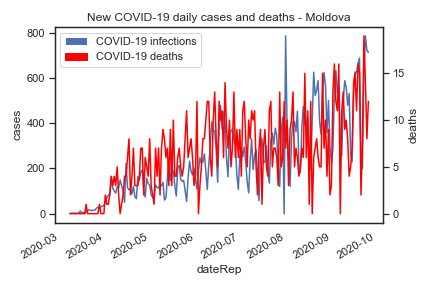 New COVID-19 daily cases and deaths - Moldova
COVID-19 infections
COVID-19 deaths
800
600
400
200
0
cases
15
10
5
0
deaths
2020-03
2020-04
2020-05
2020-06
2020-07
2020-08
2020-09
2020-10
dateRep